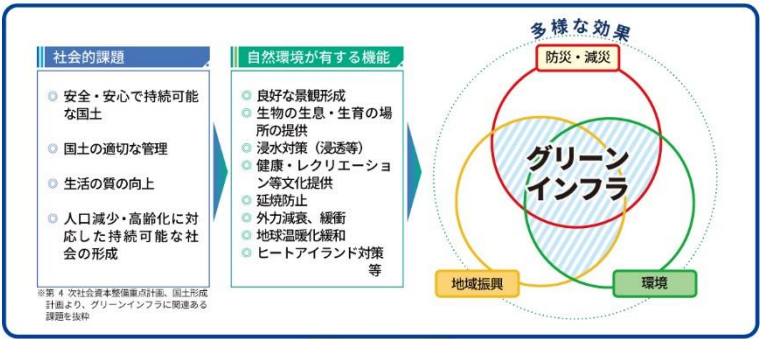 社会的課題
◎ 安全・安心で持続可能
な国土
◎ 国土の適切な管理
◎ 生活の質の向上
◎ 人口減少・高齢化に対
応した持続可能な社
会の形成
※第 4 次社会資本整備重点計画、国土形成
計画より、グリーンインフラに関連ある
課題を抜粋
自然環境が有する機能
◎ 良好な景観形成
◎ 生物の生息・生育の場
所の提供
◎ 浸水対策（浸透等）
◎ 健康・レクリエーショ
ン等文化提供
◎ 延焼防止
◎ 外力減衰、緩衝
◎ 地球温暖化緩和
◎ ヒートアイランド対策
等
多様な効果
防災・減災
グリーン
インフラ
地域振興
環境